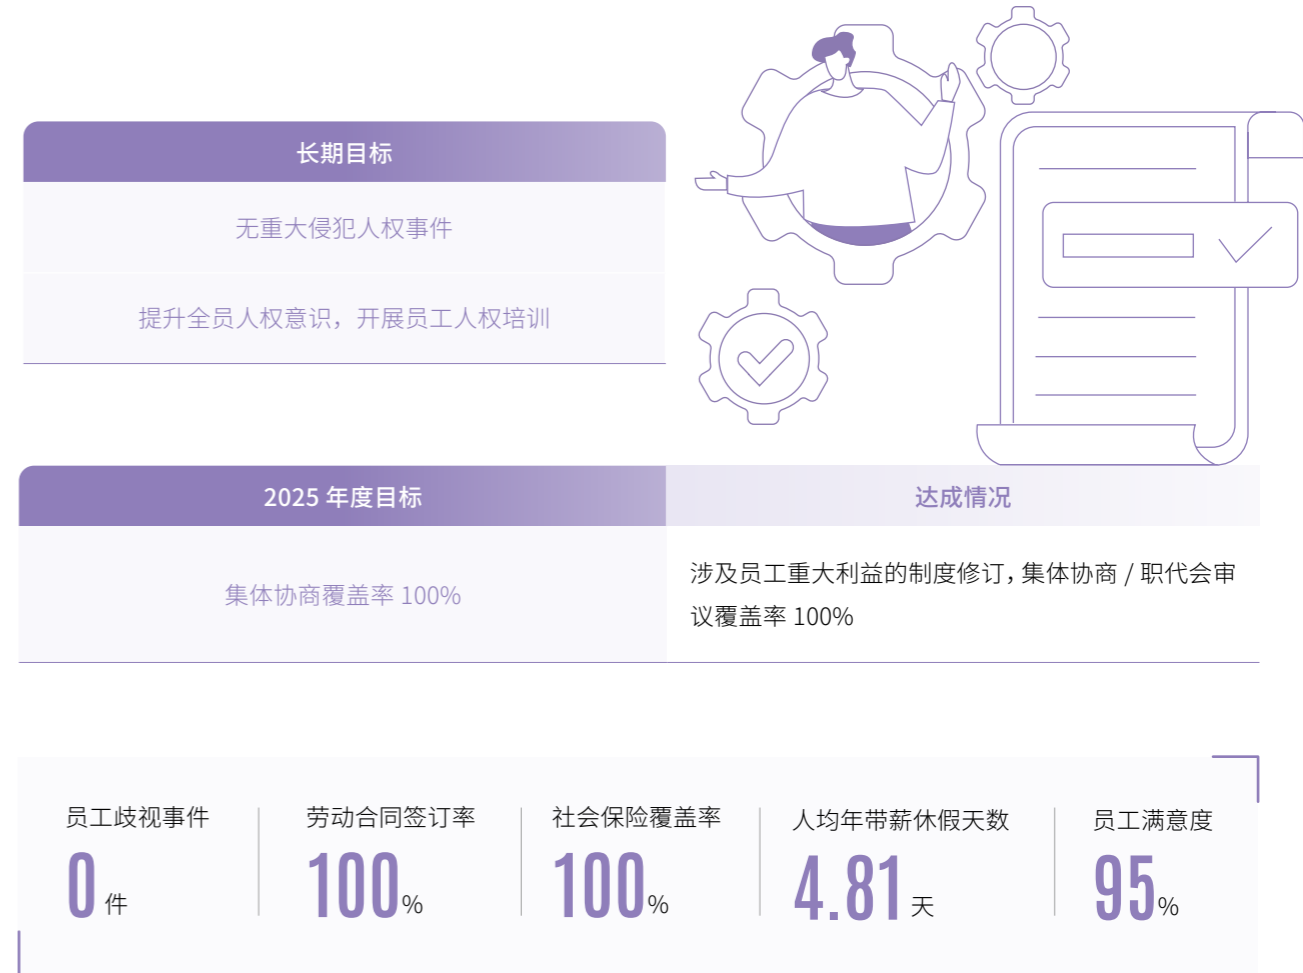 长期目标
无重大侵犯人权事件
提升全员人权意识，开展员工人权培训
2025 年度目标
达成情况
集体协商覆盖率 100%
涉及员工重大利益的制度修订，集体协商 / 职代会审
议覆盖率 100%
员工歧视事件
0 件
劳动合同签订率
100%
社会保险覆盖率
100%
人均年带薪休假天数
4.81 天
员工满意度
95%